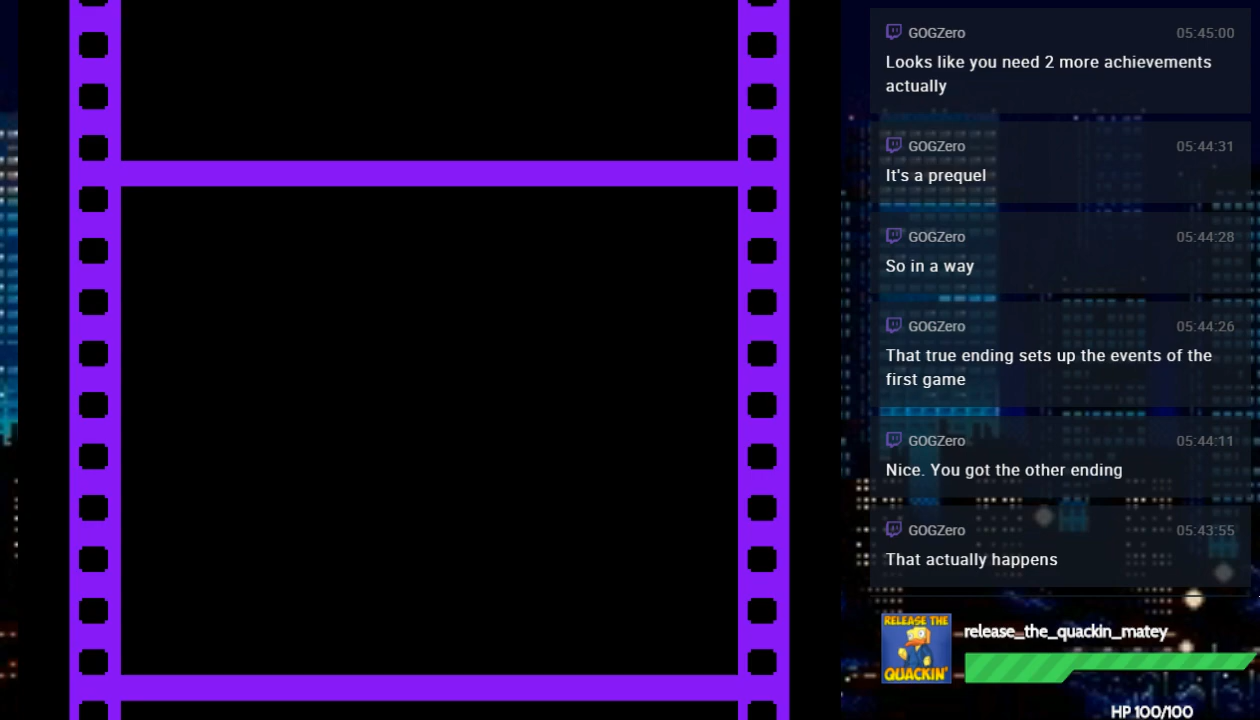 GOGZero 05:45:00
Looks like you need 2 more achievements
actually
GOGZero 05:44:31
It's a prequel
GOGZero 05:44:28
So in a way
GOGZero 05:44:26
That true ending sets up the events of the
first game
GOGZero 05:44:11
Nice. You got the other ending
GOGZero 05:43:55
That actually happens
RELEASE THE
QUACKIN'
release_the_quackin_matey
HP 100/100